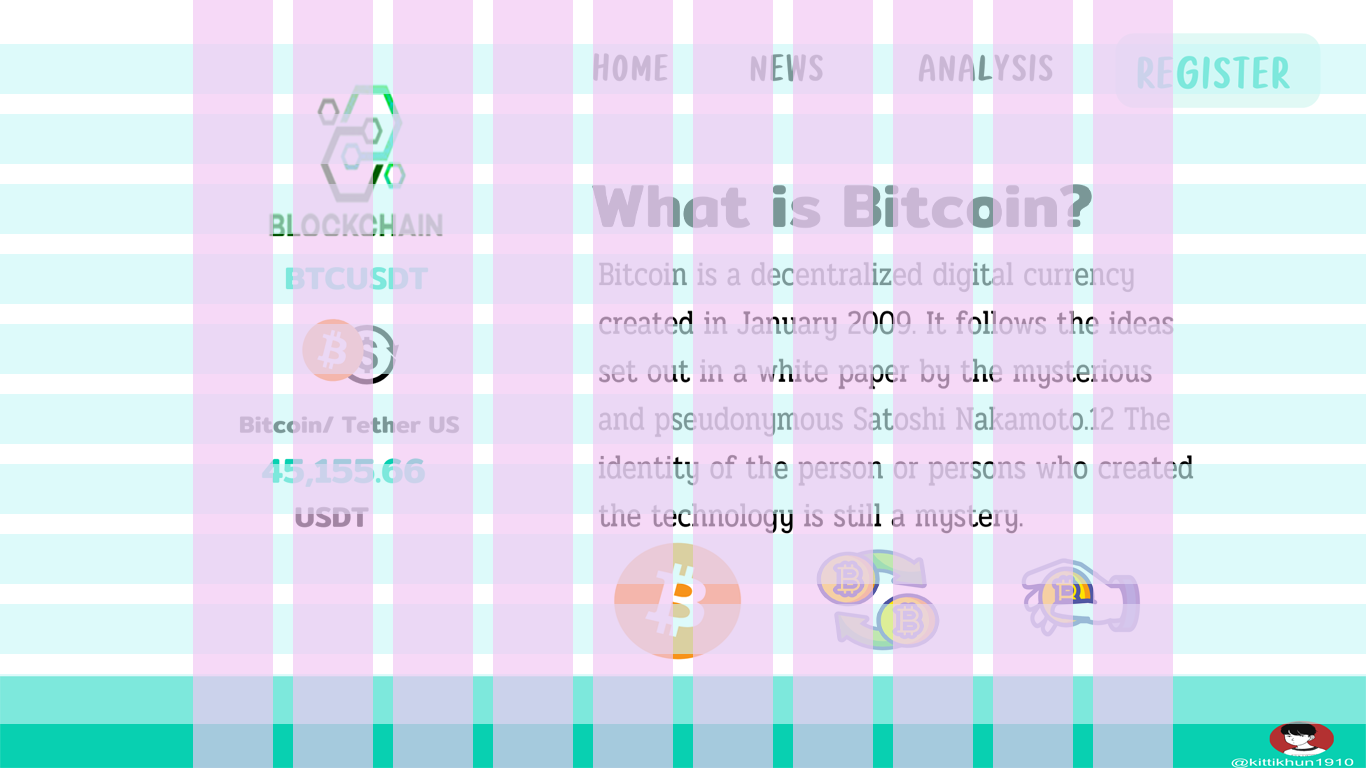 HOME NEWS ANALYSIS REGISTER
BLOCKCHAIN
BTCUSDT
Bitcoin/ Tether US
45,155.66
USDT
What is Bitcoin?
Bitcoin is a decentralized digital currency
created in January 2009. It follows the ideas
set out in a white paper by the mysterious
and pseudonymous Satoshi Nakamoto.12 The
identity of the person or persons who created
the technology is still a mystery.
@kittikhun1910